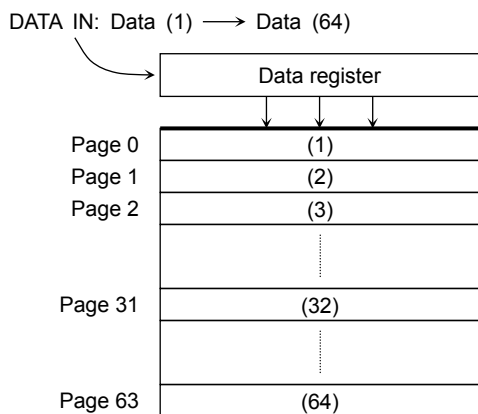 DATA IN: Data (1) ⟶ Data (64)
Data register
Page 0 (1)
Page 1 (2)
Page 2 (3)
Page 31 (32)
Page 63 (64)